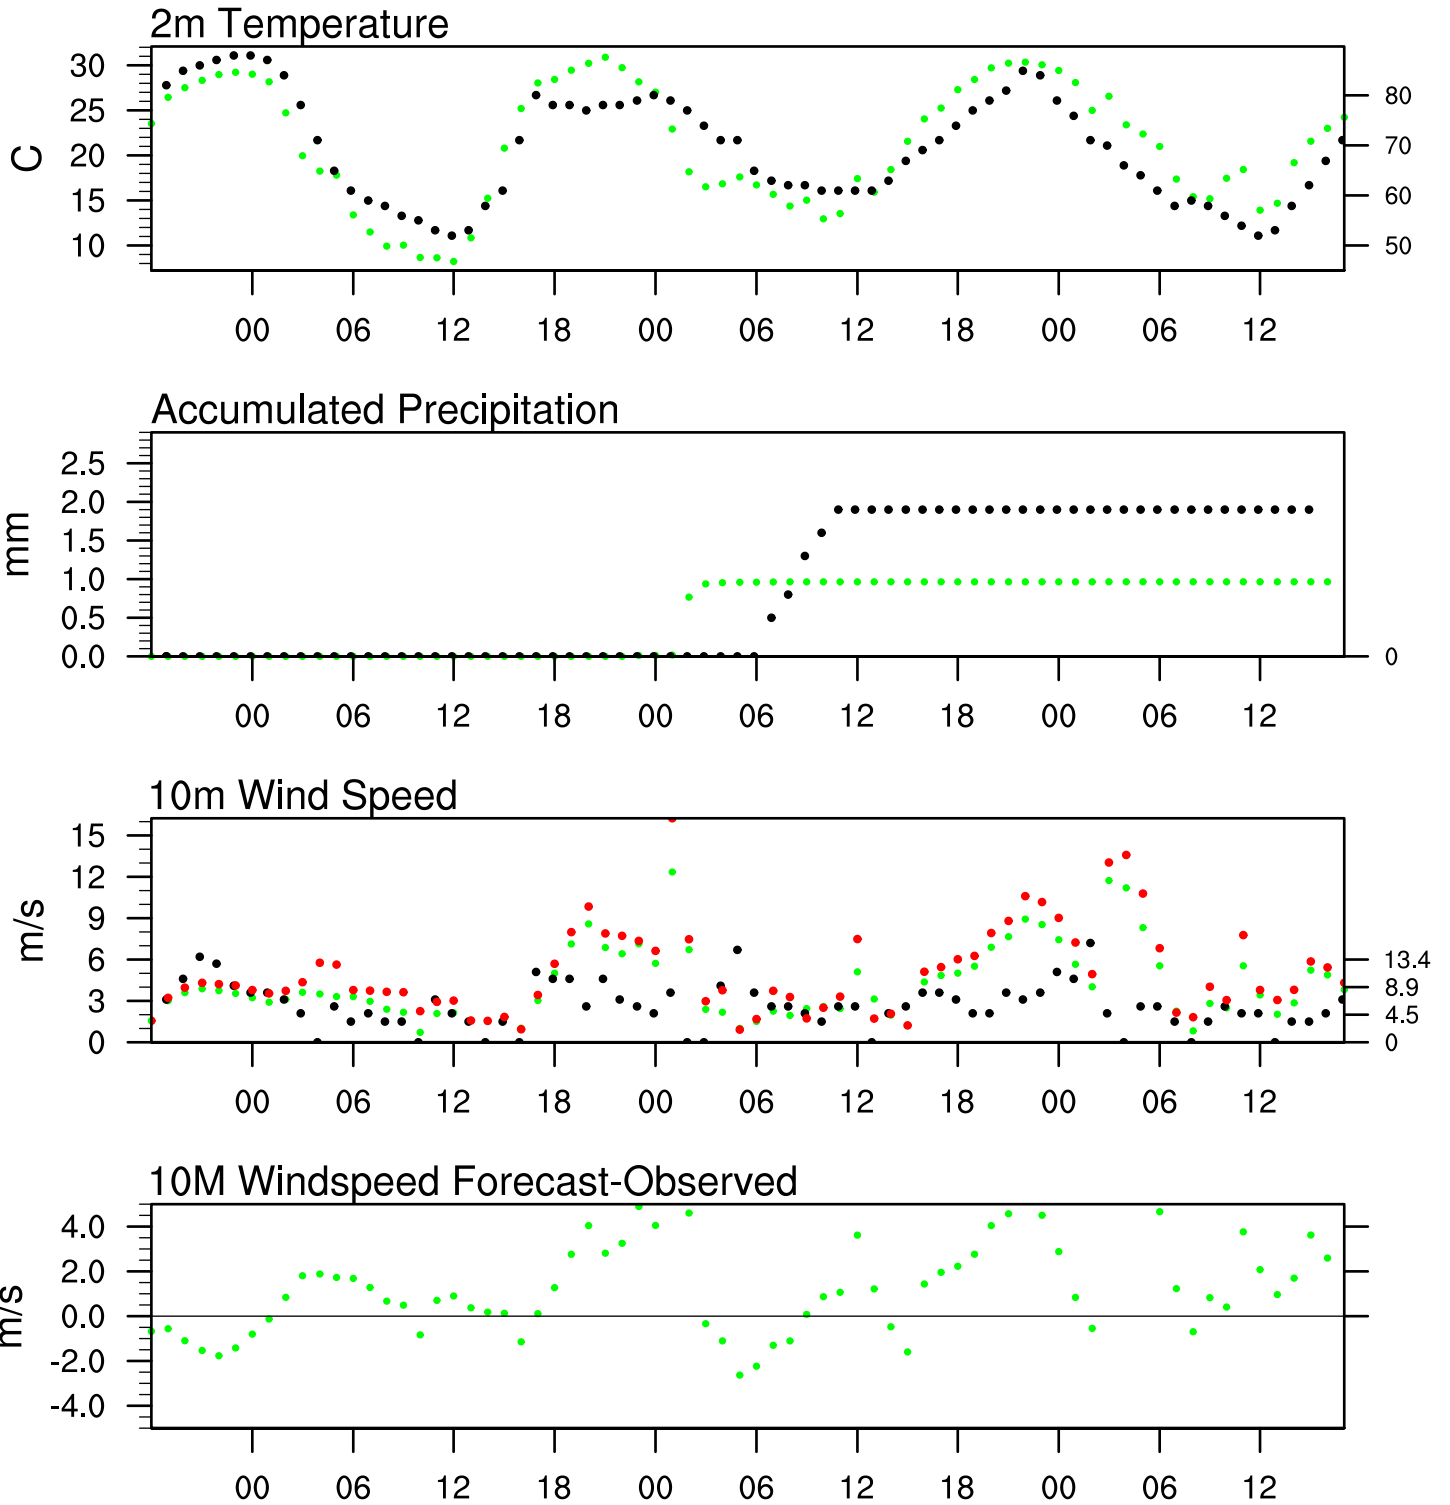 2m Temperature
30
25
20
15
10
C
80
70
60
50
00 06 12 18 00 06 12 18 00 06 12
Accumulated Precipitation
2.5
2.0
1.5
1.0
0.5
0.0
mm
0
00 06 12 18 00 06 12 18 00 06 12
10m Wind Speed
15
12
9
6
3
0
m/s
13.4
8.9
4.5
0
00 06 12 18 00 06 12 18 00 06 12
10M Windspeed Forecast-Observed
4.0
2.0
0.0
-2.0
-4.0
m/s
00 06 12 18 00 06 12 18 00 06 12